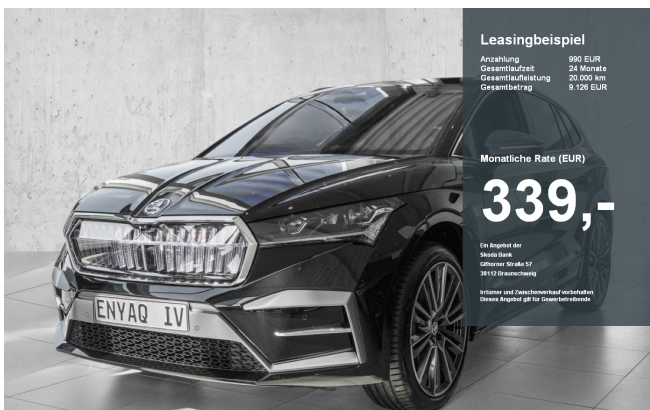 Leasingbeispiel
Anzahlung 990 EUR
Gesamtlaufzeit 24 Monate
Gesamtlaufleistung 20.000 km
Gesamtbetrag 9.126 EUR
Monatliche Rate (EUR)
339,-
Ein Angebot der
Skoda Bank
Gifhorner Straße 57
38112 Braunschweig
Irrtümer und Zwischenverkauf vorbehalten
Dieses Angebot gilt für Gewerbetreibende
ENYAQ IV